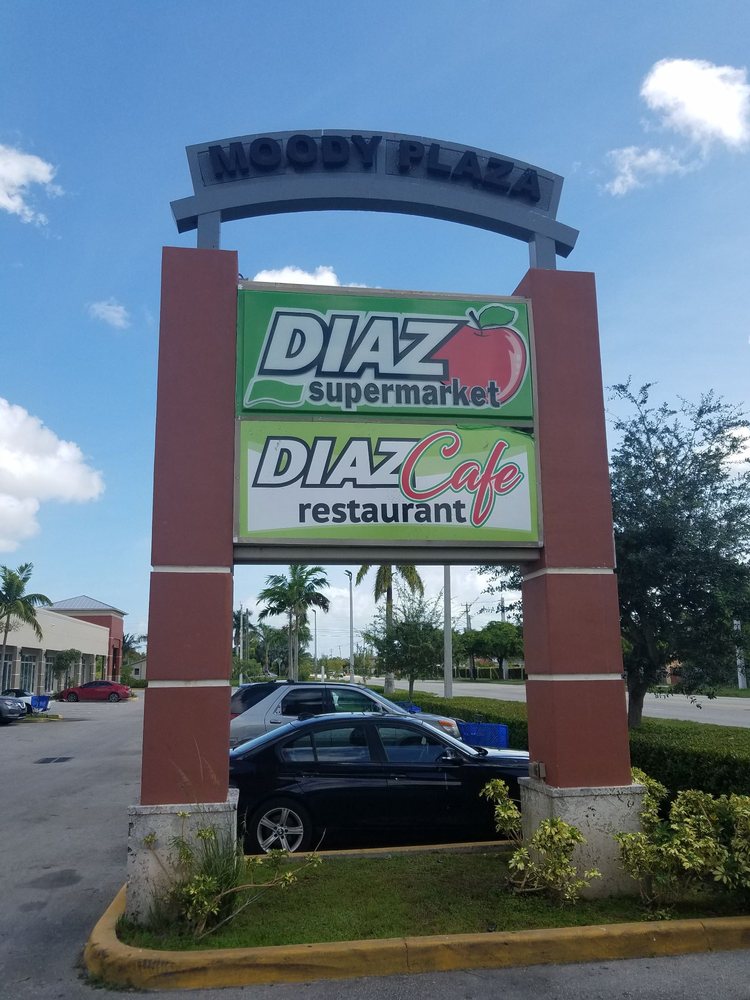 MOODY PLAZA
DIAZ
supermarket
DIAZ Cafe
restaurant